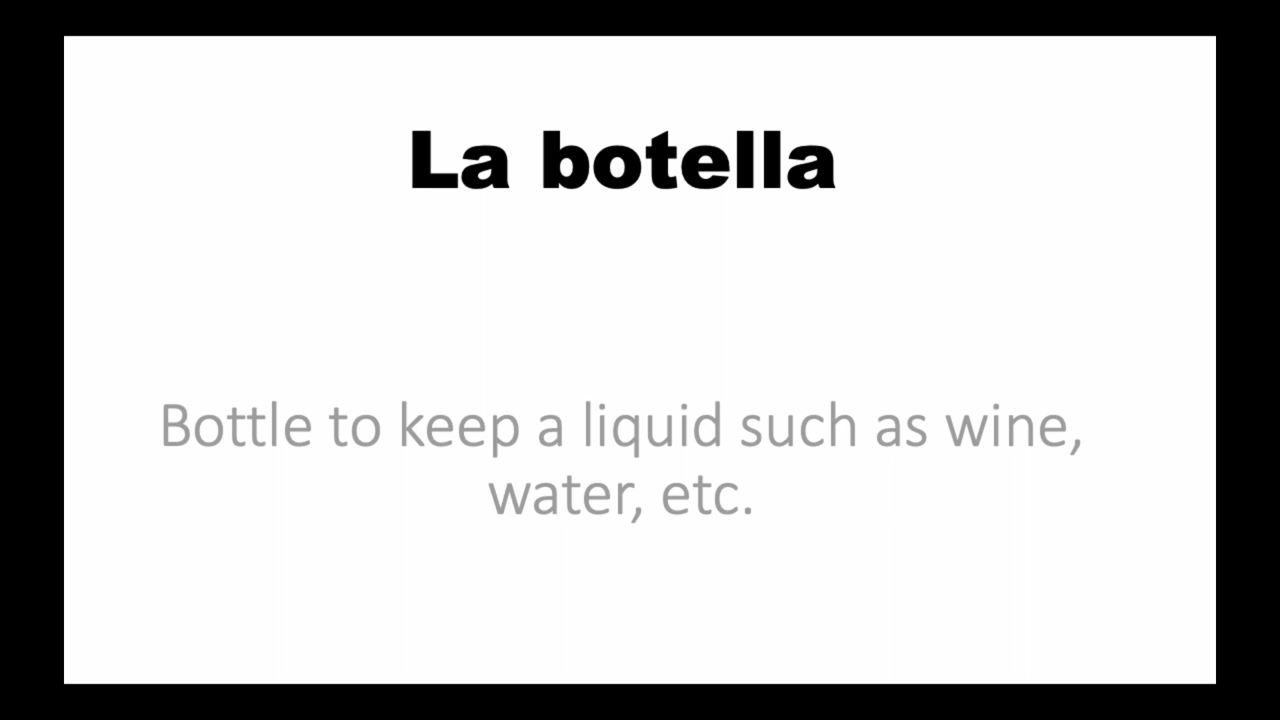 La botella
Bottle to keep a liquid such as wine,
water, etc.